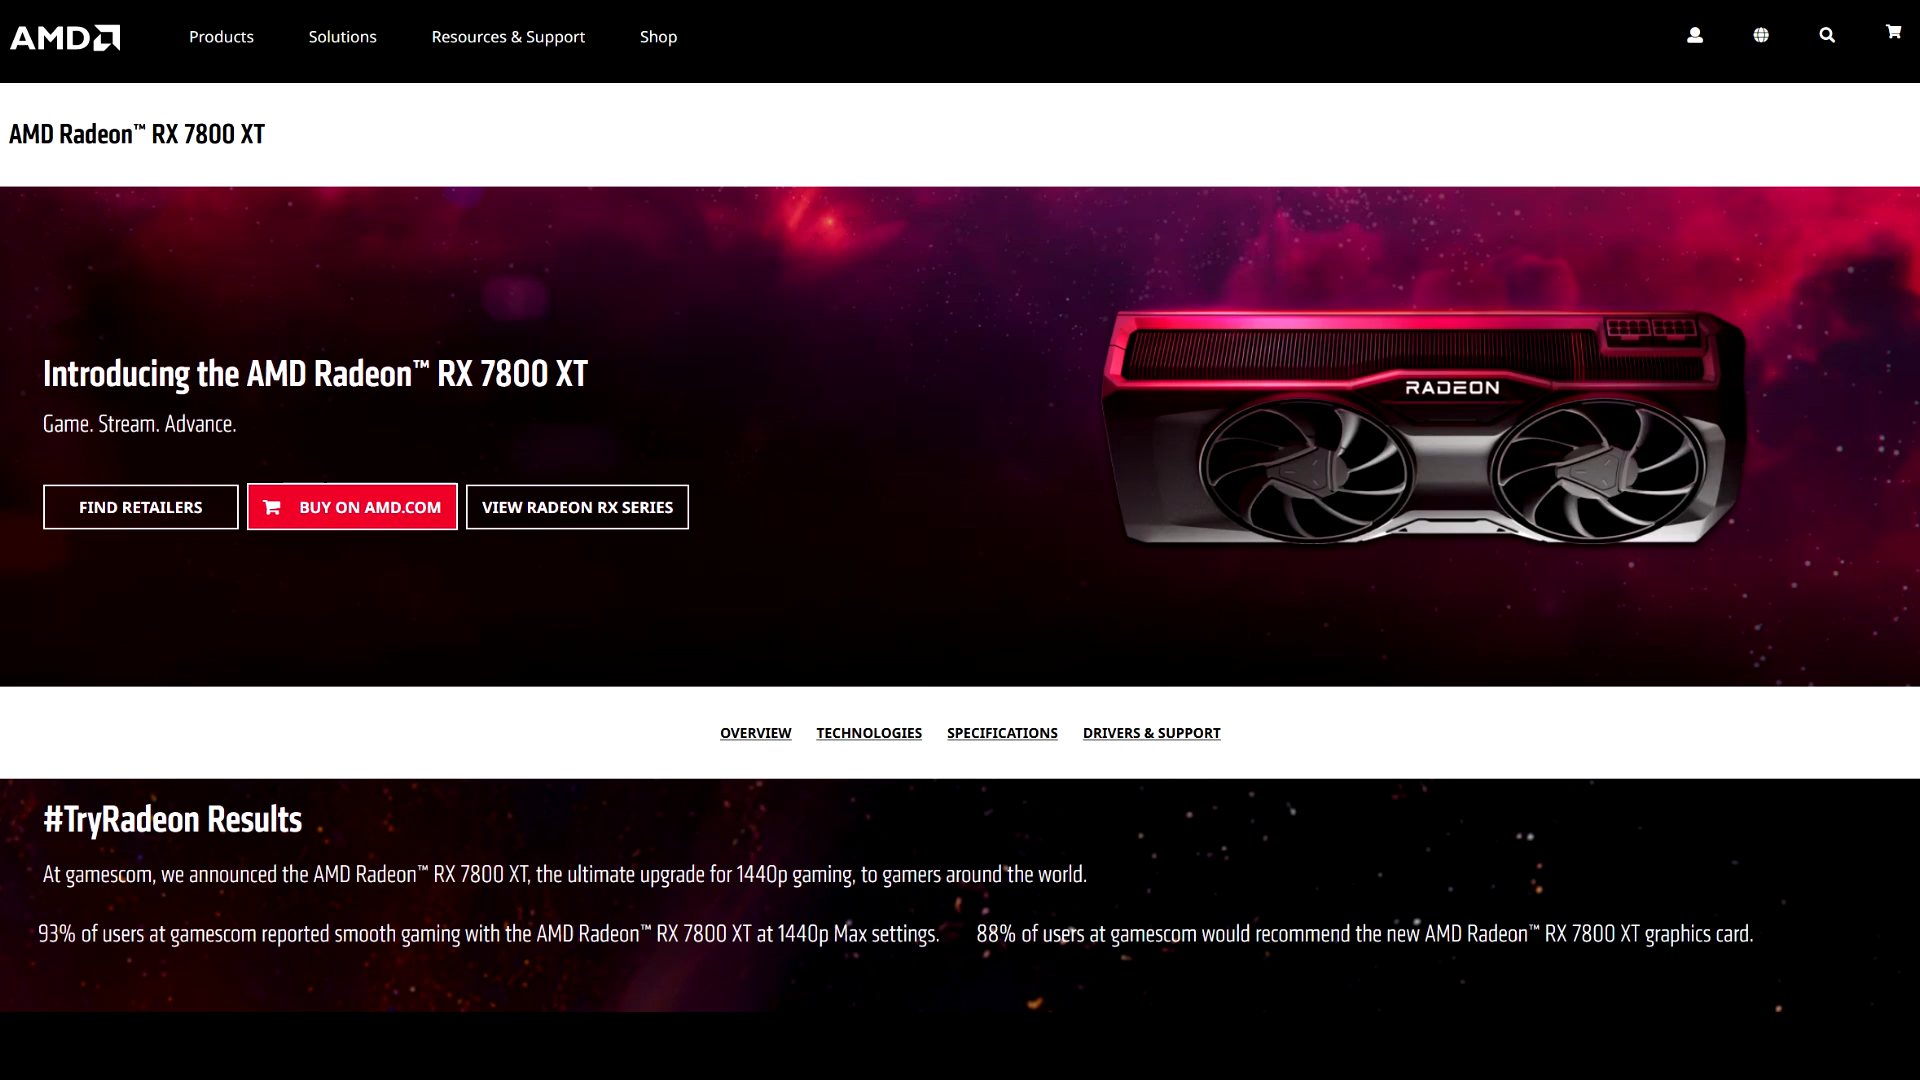 AMD
Products
Solutions
Resources & Support
Shop
AMD Radeon™ RX 7800 XT
RADEON
Introducing the AMD Radeon™ RX 7800 XT
Game. Stream. Advance.
FIND RETAILERS
BUY ON AMD.COM
VIEW RADEON RX SERIES
OVERVIEW
TECHNOLOGIES
SPECIFICATIONS
DRIVERS & SUPPORT
#TryRadeon Results
At gamescom, we announced the AMD Radeon™ RX 7800 XT, the ultimate upgrade for 1440p gaming, to gamers around the world.
93% of users at gamescom reported smooth gaming with the AMD Radeon™ RX 7800 XT at 1440p Max settings.
88% of users at gamescom would recommend the new AMD Radeon™ RX 7800 XT graphics card.